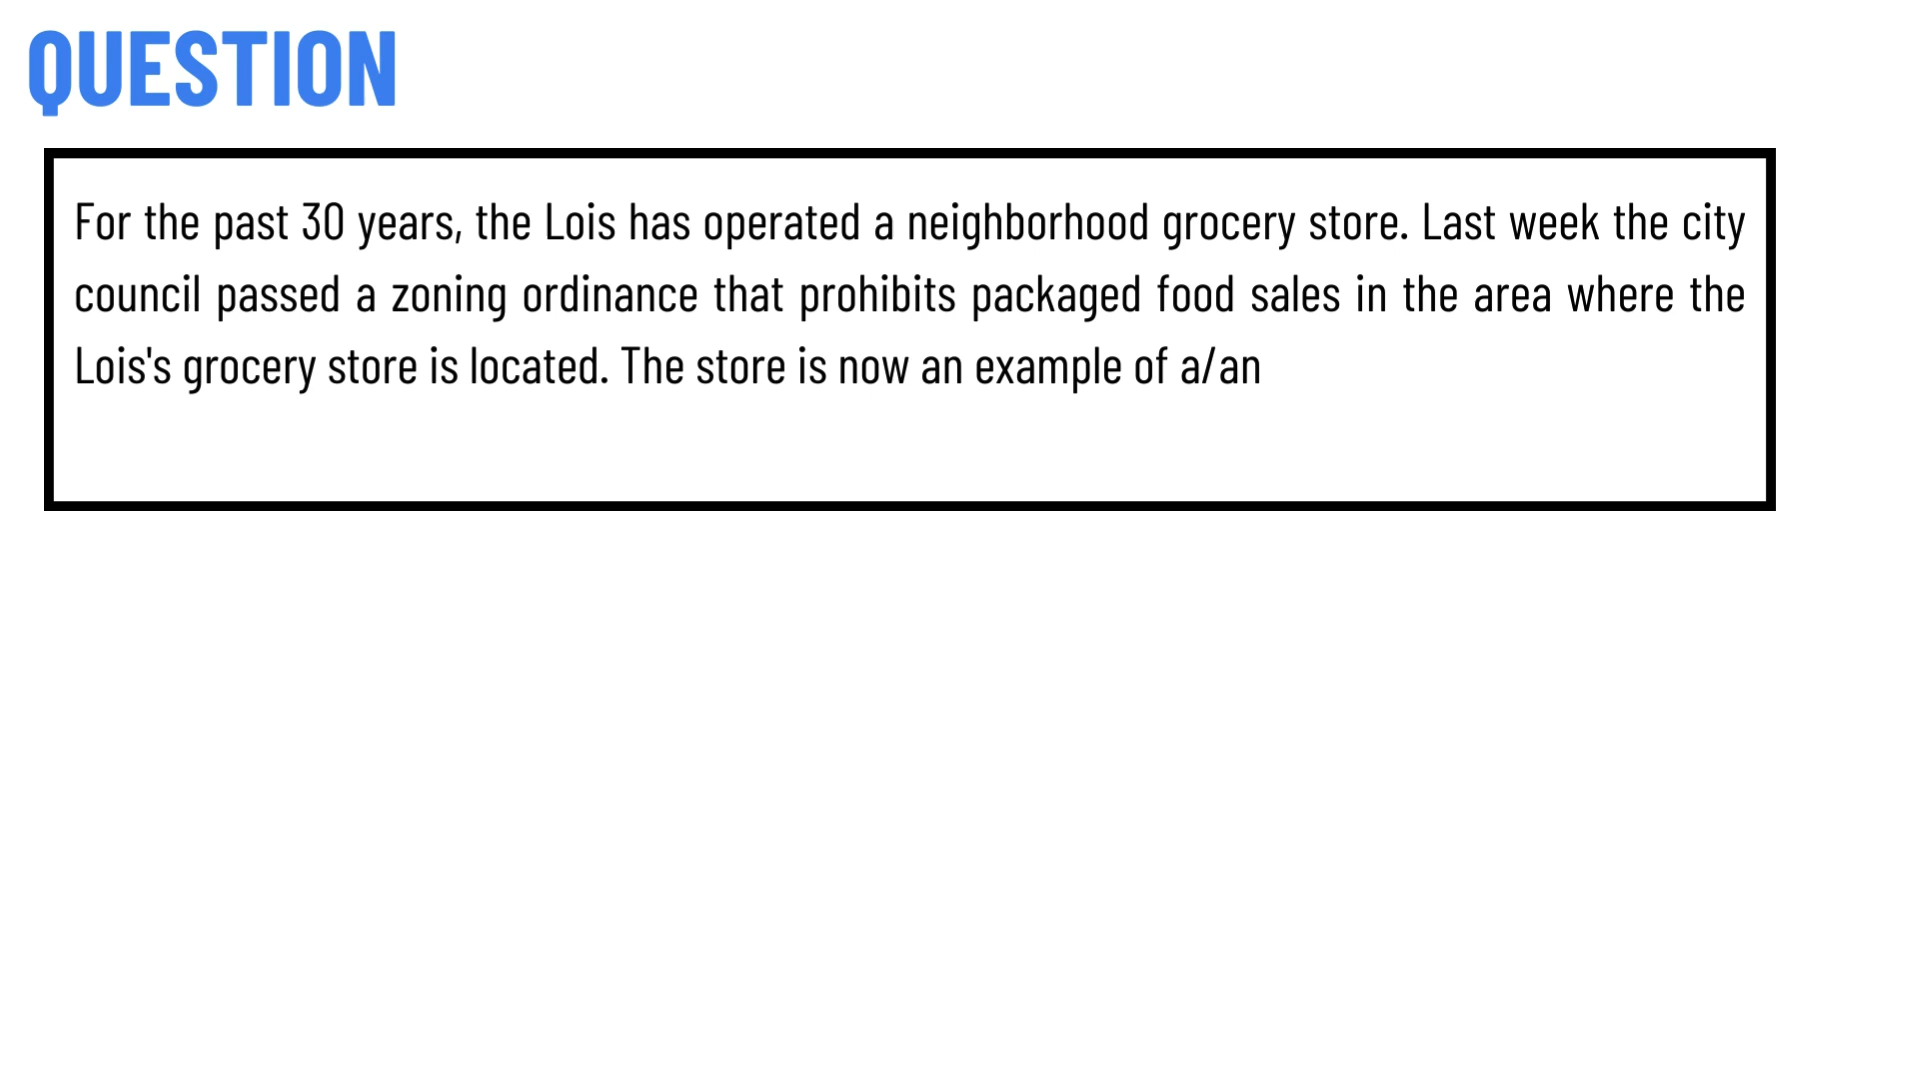 QUESTION
For the past 30 years, the Lois has operated a neighborhood grocery store. Last week the city
council passed a zoning ordinance that prohibits packaged food sales in the area where the
Lois's grocery store is located. The store is now an example of a/an